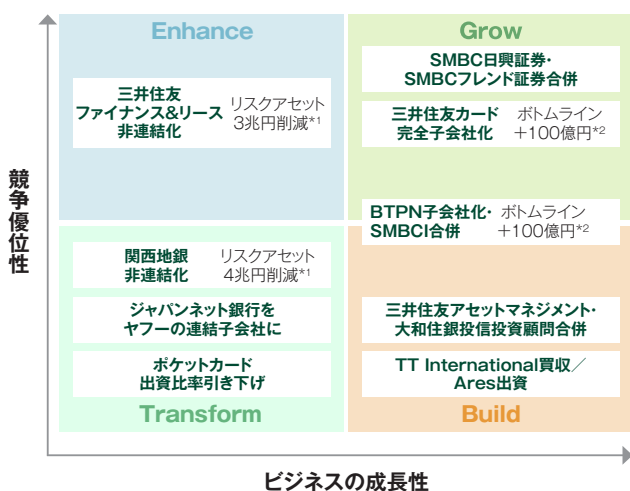 Enhance
三井住友
ファイナンス&リース
非連結化
リスクアセット
3兆円削減*1
Grow
SMBC日興証券・
SMBCフレンド証券合併
三井住友カード
完全子会社化
ボトムライン
+100億円*2
BTPN子会社化・
SMBCI合併
ボトムライン
+100億円*2
競争優位性
関西地銀
非連結化
リスクアセット
4兆円削減*1
ジャパンネット銀行を
ヤフーの連結子会社に
ポケットカード
出資比率引き下げ
Transform
三井住友アセットマネジメント・
大和住銀投信投資顧問合併
TT International買収／
Ares出資
Build
ビジネスの成長性